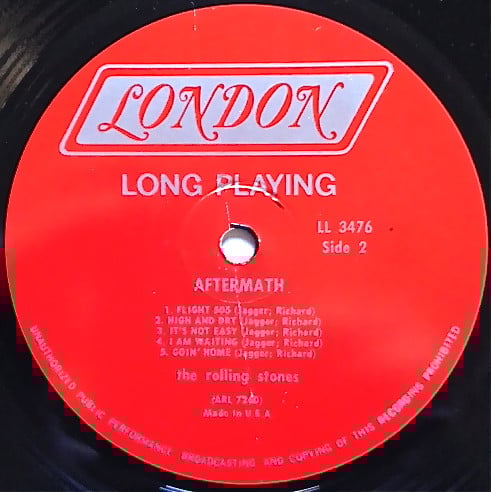 LONDON
LONG PLAYING
LL 3476
Side 2
AFTERMATH
1. FLIGHT 505 (Jagger; Richard)
2. HIGH AND DRY (Jagger; Richard)
3. IT'S NOT EASY (Jagger; Richard)
4. I AM WAITING (Jagger; Richard)
5. GOIN' HOME (Jagger; Richard)
the rolling stones
(ARL 7260)
Made in U.S.A
UNAUTHORIZED PUBLIC PERFORMANCE BROADCASTING AND COPYING OF THIS RECORDING PROHIBITED